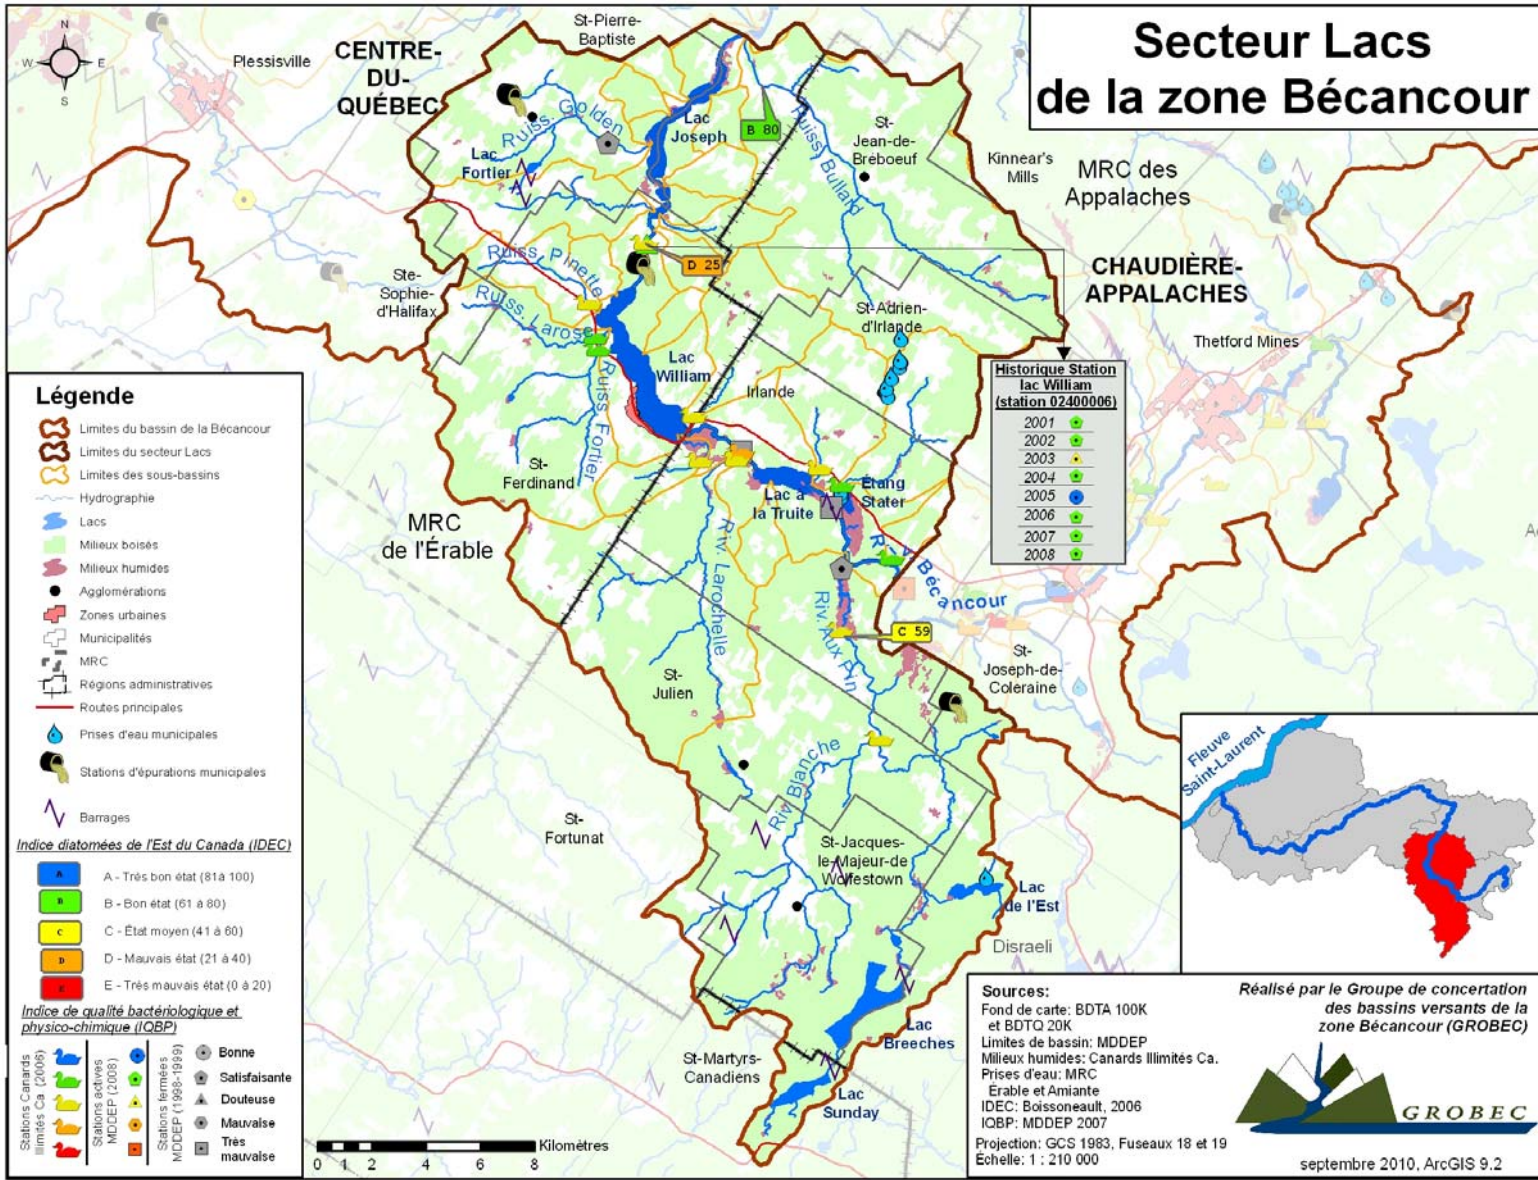 Secteur Lacs
de la zone Bécancour
N
W
E
S
Plessisville
CENTRE-
DU-
QUÉBEC
St-Pierre-
Baptiste
Ruiss. Golden
Lac
Fortier
Lac
Joseph
B 80
Ruiss. Bullard
St-
Jean-de-
Bréboeuf
Kinnear's
Mills
MRC des
Appalaches
Ruiss. Pinette
D 25
CHAUDIÈRE-
APPALACHES
Ste-
Sophie-
d'Halifax
Ruiss. Larose
St-Adrien-
d'Irlande
Thetford Mines
Lac
William
Irlande
Ruiss Fortier
Historique Station
lac William
(station 02400006)
2001
2002
2003
2004
2005
2006
2007
2008
St-
Ferdinand
Lac à
la Truite
Étang
Stater
MRC
de l'Érable
Riv. Larochelle
Riv. Bécancour
Riv. Aux Pin
C 59
St-
Joseph-de-
Coleraine
St-
Julien
Riv. Blanche
St-
Fortunat
St-Jacques-
le-Majeur-de
Wolfestown
Lac
de l'Est
Disraeli
Lac
Breeches
St-Martyrs-
Canadiens
Lac
Sunday
Légende
Limites du bassin de la Bécancour
Limites du secteur Lacs
Limites des sous-bassins
Hydrographie
Lacs
Milieux boisés
Milieux humides
Agglomérations
Zones urbaines
Municipalités
MRC
Régions administratives
Routes principales
Prises d'eau municipales
Stations d'épurations municipales
Barrages
Indice diatomées de l'Est du Canada (IDEC)
A
A - Très bon état (81à 100)
B
B - Bon état (61 à 80)
C
C - État moyen (41 à 60)
D
D - Mauvais état (21 à 40)
E
E - Très mauvais état (0 à 20)
Indice de qualité bactériologique et
physico-chimique (IQBP)
Stations Canards
Illimités Ca. (2006)
Stations actives
MDDEP (2008)
Stations fermées
MDDEP (1998-1999)
Bonne
Satisfaisante
Douteuse
Mauvaise
Très
mauvaise
Kilomètres
0 1 2 4 6 8
Fleuve
Saint-Laurent
Sources:
Fond de carte: BDTA 100K
et BDTQ 20K
Limites de bassin: MDDEP
Milieux humides: Canards Illimités Ca.
Prises d'eau: MRC
Érable et Amiante
IDEC: Boissoneault, 2006
IQBP: MDDEP 2007
Projection: GCS 1983, Fuseaux 18 et 19
Échelle: 1 : 210 000
Réalisé par le Groupe de concertation
des bassins versants de la
zone Bécancour (GROBEC)
GROBEC
septembre 2010, ArcGIS 9.2